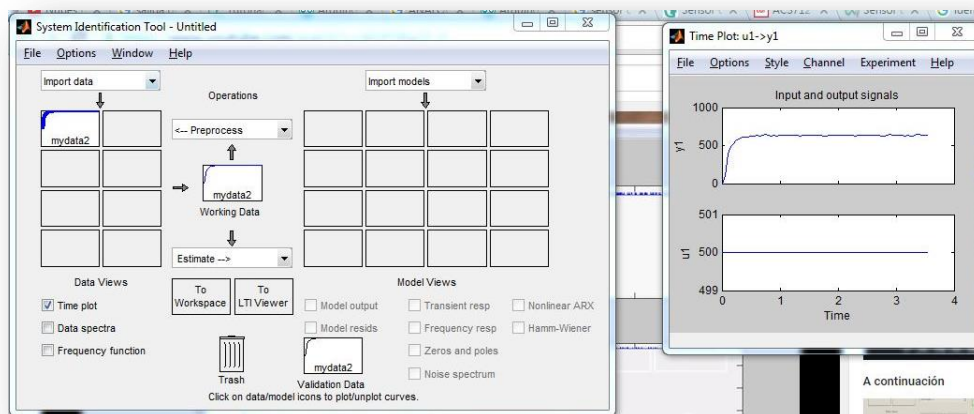 System Identification Tool - Untitled
File Options Window Help
Import data
Import models
Operations
mydata2
<-- Preprocess
mydata2
Working Data
Estimate -->
Data Views
To Workspace
To LTI Viewer
Model Views
Time plot
Data spectra
Frequency function
Model output
Transient resp
Nonlinear ARX
Model resids
Frequency resp
Hamm-Wiener
Zeros and poles
Noise spectrum
Trash
mydata2
Validation Data
Click on data/model icons to plot/unplot curves.
Time Plot: u1->y1
File Options Style Channel Experiment Help
Input and output signals
1000
500
0
y1
501
500
499
u1
0 1 2 3 4
Time
A continuación